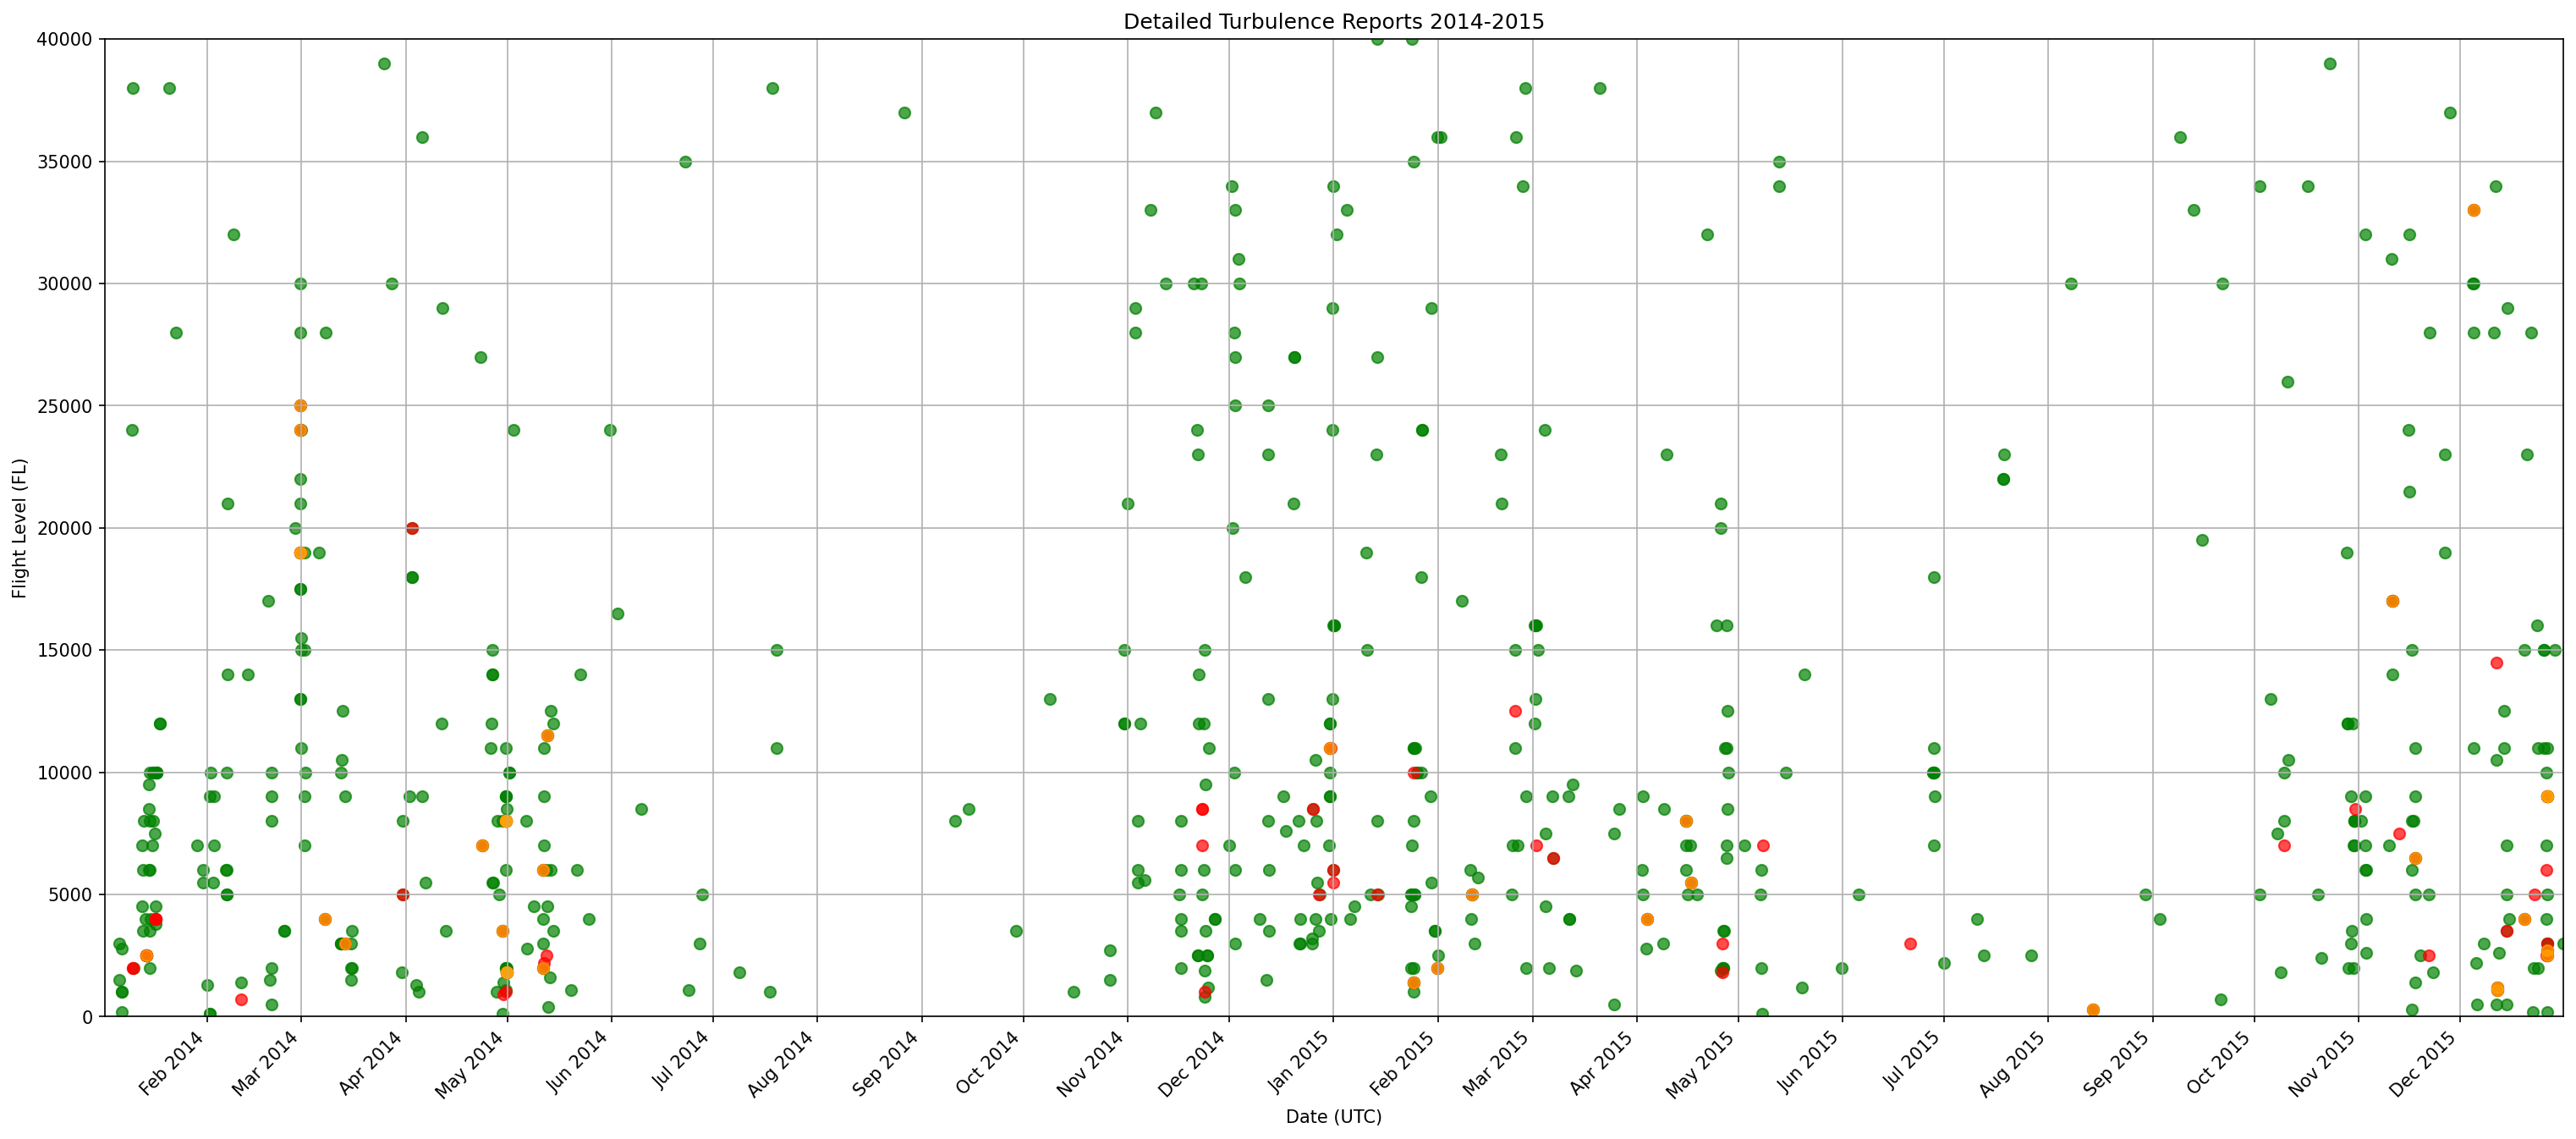 Detailed Turbulence Reports 2014-2015
Flight Level (FL)
40000
35000
30000
25000
20000
15000
10000
5000
0
Feb 2014
Mar 2014
Apr 2014
May 2014
Jun 2014
Jul 2014
Aug 2014
Sep 2014
Oct 2014
Nov 2014
Dec 2014
Jan 2015
Feb 2015
Mar 2015
Apr 2015
May 2015
Jun 2015
Jul 2015
Aug 2015
Sep 2015
Oct 2015
Nov 2015
Dec 2015
Date (UTC)